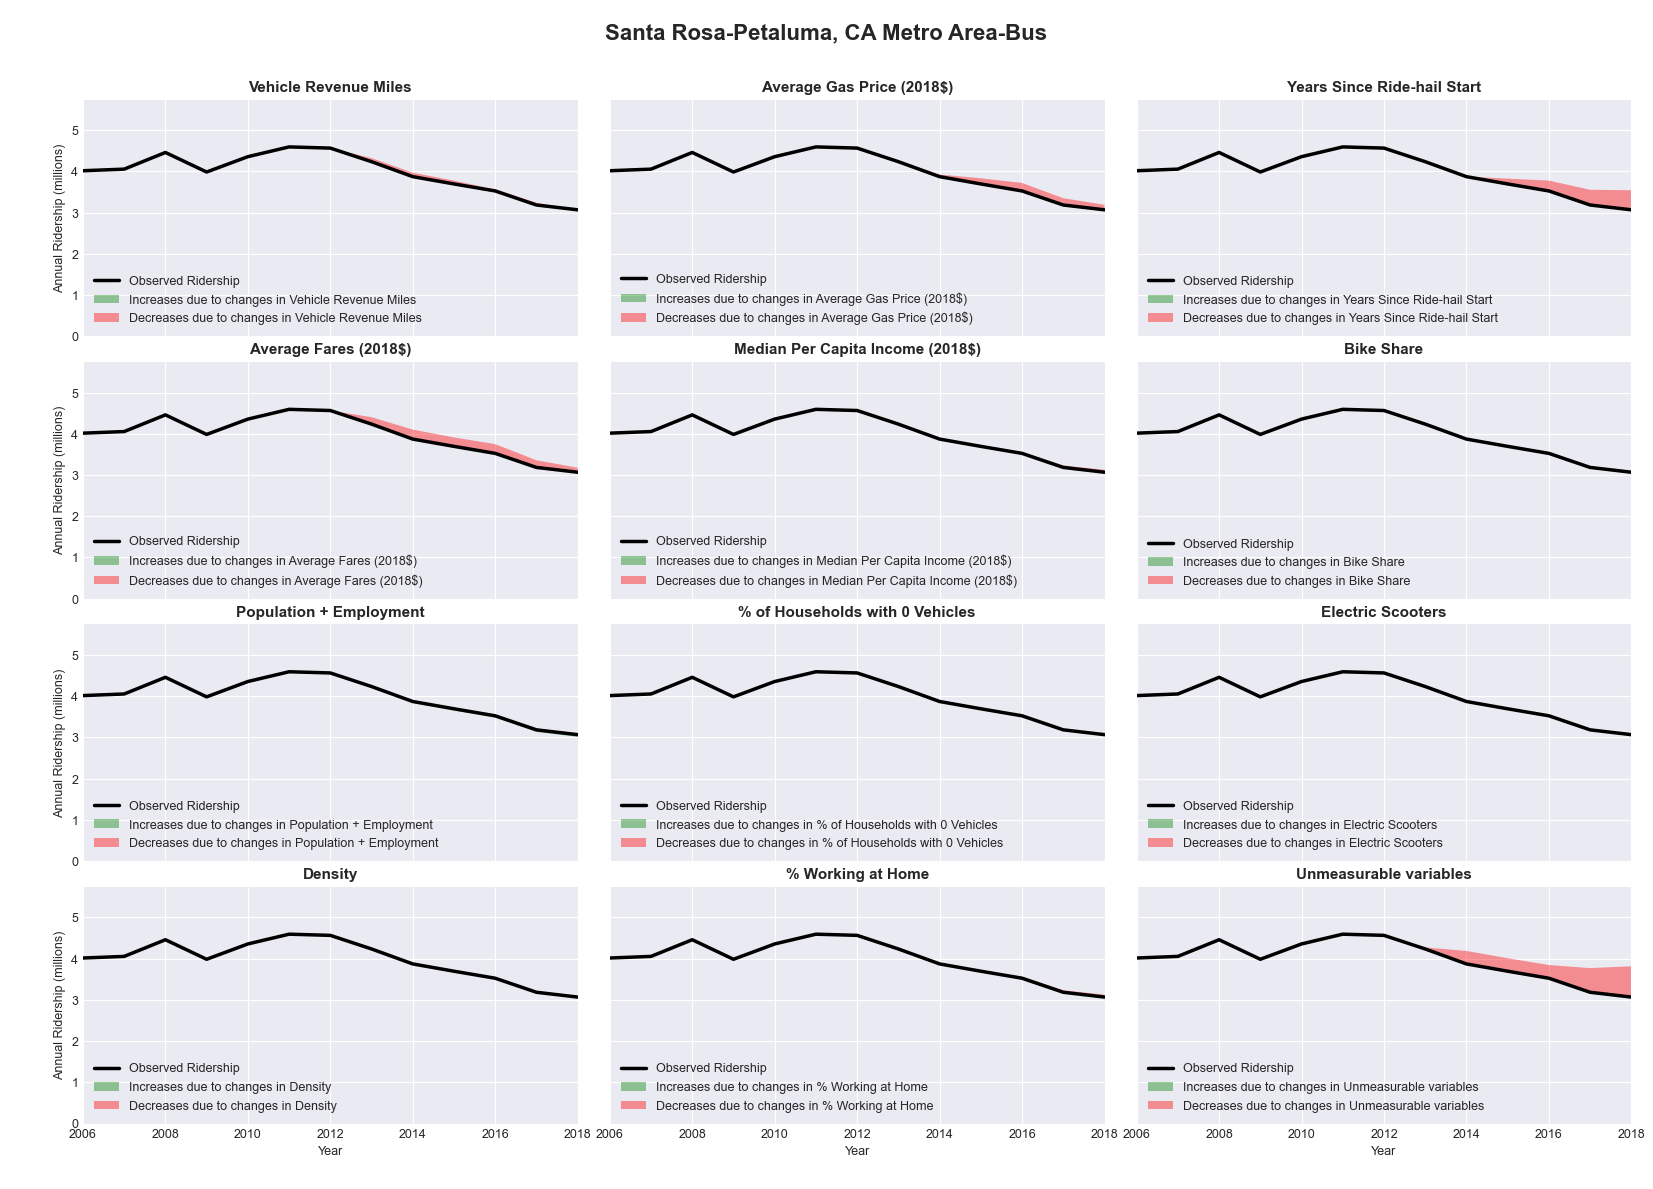 Santa Rosa-Petaluma, CA Metro Area-Bus
Vehicle Revenue Miles
Annual Ridership (millions)
5
4
3
2
1
0
Observed Ridership
Increases due to changes in Vehicle Revenue Miles
Decreases due to changes in Vehicle Revenue Miles
Average Gas Price (2018$)
Observed Ridership
Increases due to changes in Average Gas Price (2018$)
Decreases due to changes in Average Gas Price (2018$)
Years Since Ride-hail Start
Observed Ridership
Increases due to changes in Years Since Ride-hail Start
Decreases due to changes in Years Since Ride-hail Start
Average Fares (2018$)
Annual Ridership (millions)
5
4
3
2
1
0
Observed Ridership
Increases due to changes in Average Fares (2018$)
Decreases due to changes in Average Fares (2018$)
Median Per Capita Income (2018$)
Observed Ridership
Increases due to changes in Median Per Capita Income (2018$)
Decreases due to changes in Median Per Capita Income (2018$)
Bike Share
Observed Ridership
Increases due to changes in Bike Share
Decreases due to changes in Bike Share
Population + Employment
Annual Ridership (millions)
5
4
3
2
1
0
Observed Ridership
Increases due to changes in Population + Employment
Decreases due to changes in Population + Employment
% of Households with 0 Vehicles
Observed Ridership
Increases due to changes in % of Households with 0 Vehicles
Decreases due to changes in % of Households with 0 Vehicles
Electric Scooters
Observed Ridership
Increases due to changes in Electric Scooters
Decreases due to changes in Electric Scooters
Density
Annual Ridership (millions)
5
4
3
2
1
0
Observed Ridership
Increases due to changes in Density
Decreases due to changes in Density
2006 2008 2010 2012 2014 2016 2018
Year
% Working at Home
Observed Ridership
Increases due to changes in % Working at Home
Decreases due to changes in % Working at Home
2006 2008 2010 2012 2014 2016 2018
Year
Unmeasurable variables
Observed Ridership
Increases due to changes in Unmeasurable variables
Decreases due to changes in Unmeasurable variables
2006 2008 2010 2012 2014 2016 2018
Year